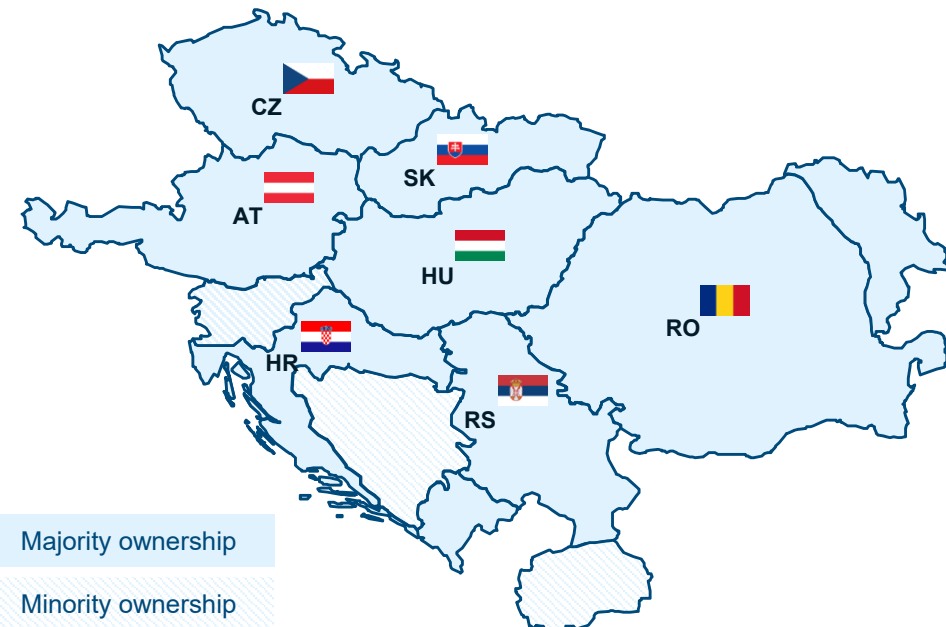 CZ
SK
AT
HU
RO
HR
RS
Majority ownership
Minority ownership